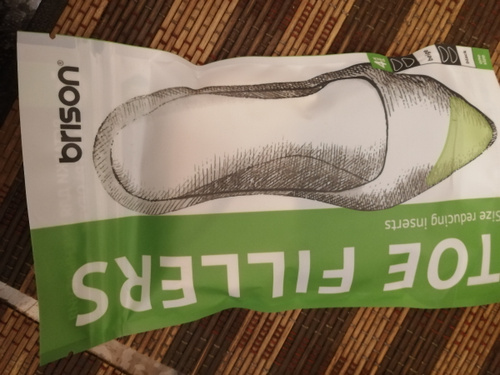 brison®
Size reducing inserts
TOE FILLERS